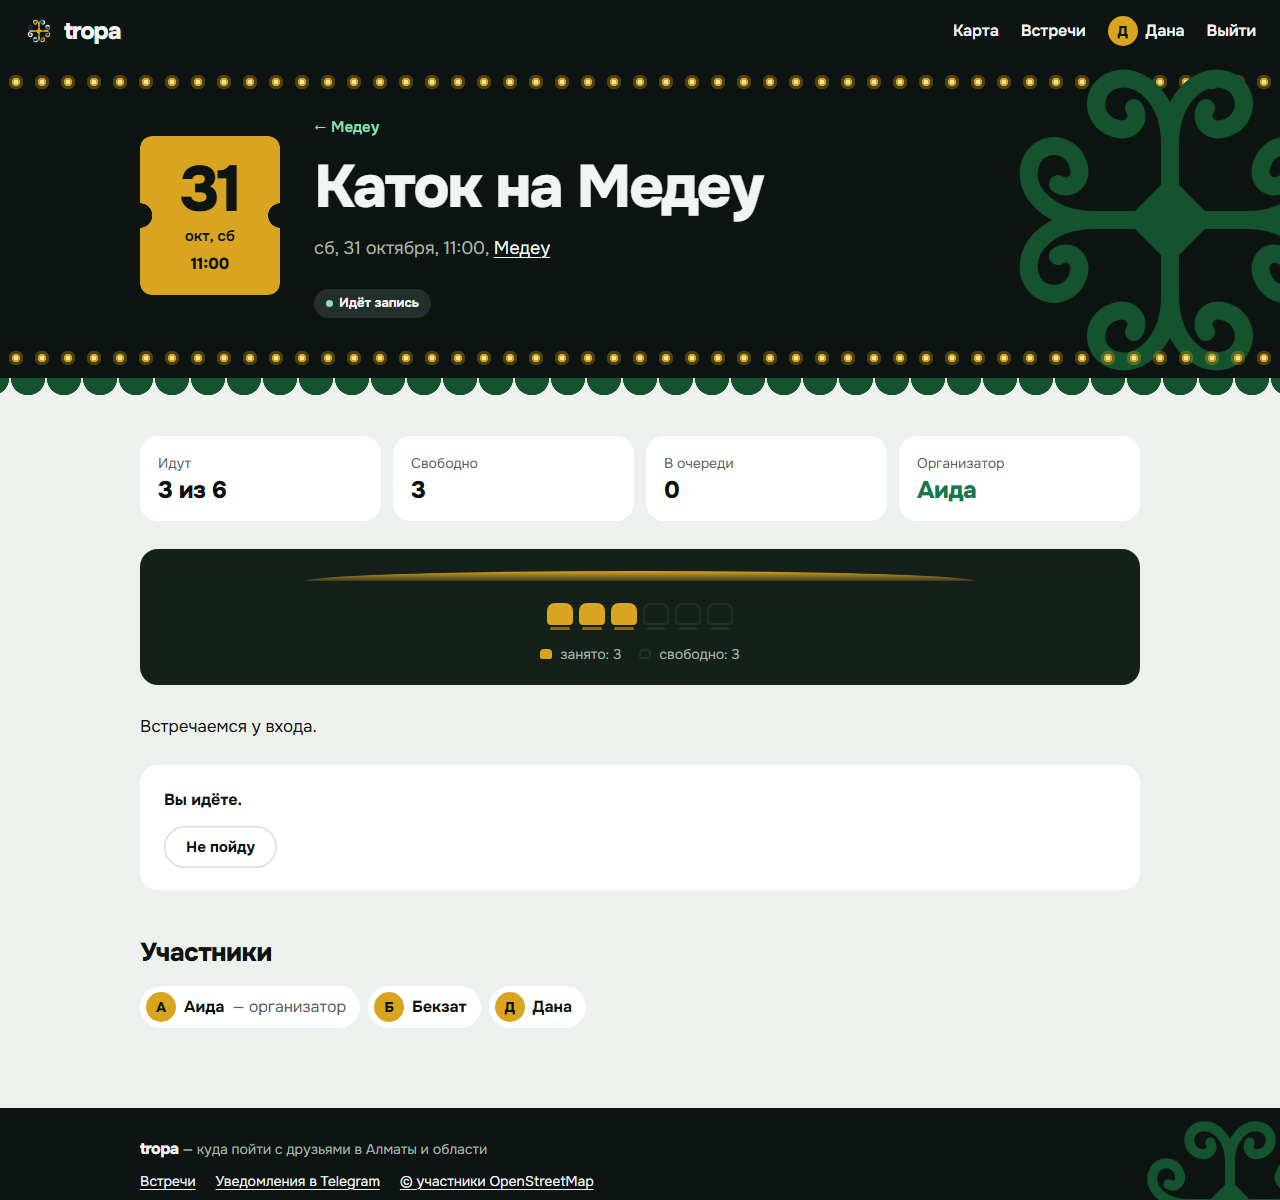 tropa
Карта Встречи Д Дана Выйти
← Медеу
31
окт, сб
11:00
Каток на Медеу
сб, 31 октября, 11:00, Медеу
Идёт запись
Идут
3 из 6
Свободно
3
В очереди
0
Организатор
Аида
занято: 3 свободно: 3
Встречаемся у входа.
Вы идёте.
Не пойду
Участники
А Аида — организатор Б Бекзат Д Дана
tropa — куда пойти с друзьями в Алматы и области
Встречи Уведомления в Telegram © участники OpenStreetMap